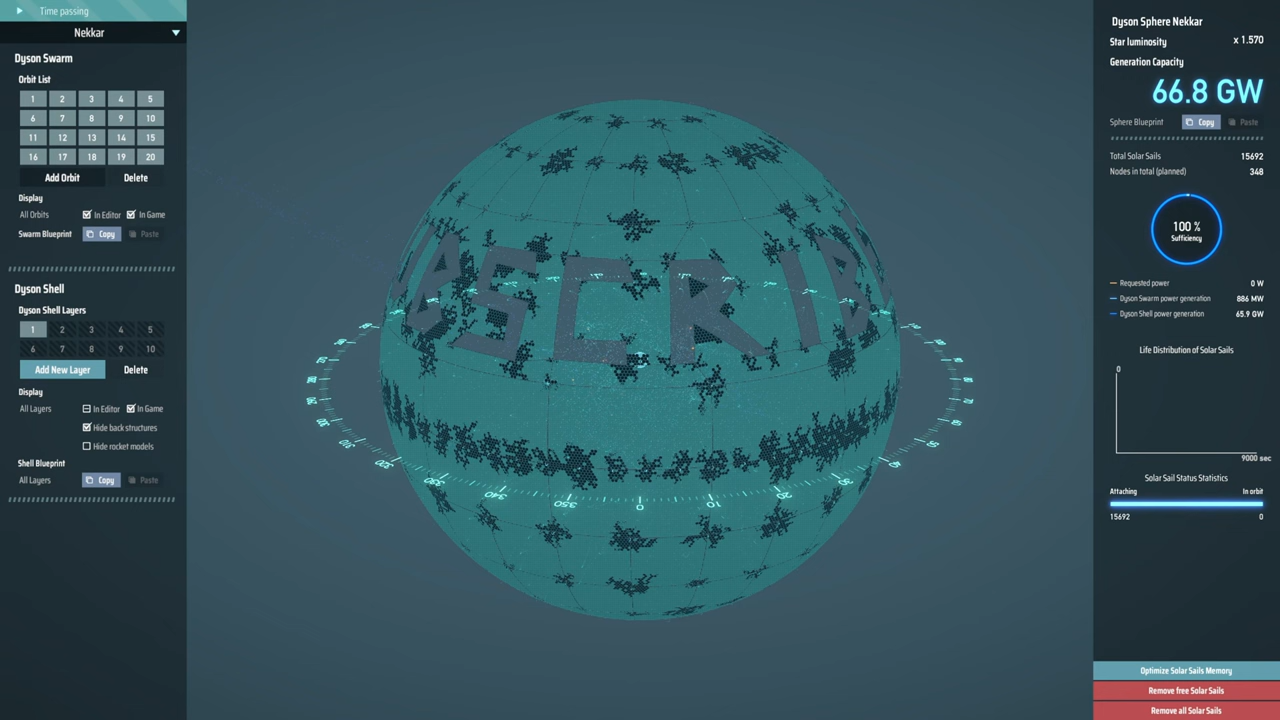 Time passing
Nekkar
Dyson Swarm
Orbit List
1 2 3 4 5
6 7 8 9 10
11 12 13 14 15
16 17 18 19 20
Add Orbit Delete
Display
All Orbits In Editor In Game
Swarm Blueprint Copy Paste
Dyson Shell
Dyson Shell Layers
1 2 3 4 5
6 7 8 9 10
Add New Layer Delete
Display
All Layers In Editor In Game
Hide back structures
Hide rocket models
Shell Blueprint
All Layers Copy Paste
BSCRIB
340 350 0 10 20 30
Dyson Sphere Nekkar
Star luminosity x 1.570
Generation Capacity
66.8 GW
Sphere Blueprint Copy Paste
Total Solar Sails 15692
Nodes in total (planned) 348
100 %
Sufficiency
Requested power 0 W
Dyson Swarm power generation 886 MW
Dyson Shell power generation 65.9 GW
Life Distribution of Solar Sails
0
9000 sec
Solar Sail Status Statistics
Attaching In orbit
15692 0
Optimize Solar Sails Memory
Remove free Solar Sails
Remove all Solar Sails